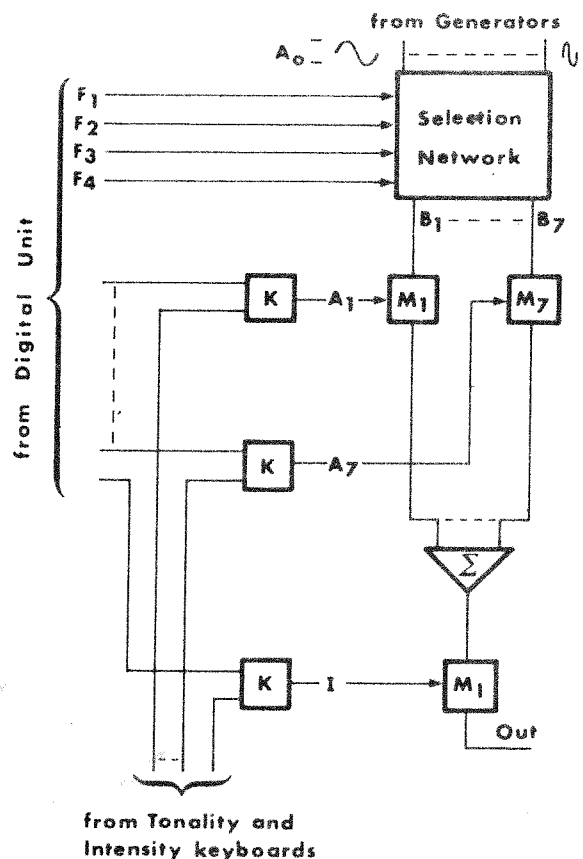 from Generators
A₀
F₁
F₂
F₃
F₄
Selection
Network
B₁ B₇
from Digital Unit
K A₁ M₁ M₇
K A₇
Σ
K I M₁
Out
from Tonality and
Intensity keyboards